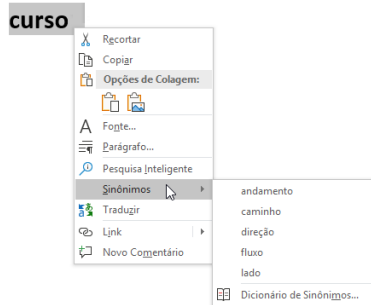 curso
Recortar
Copiar
Opções de Colagem:
Fonte...
Parágrafo...
Pesquisa Inteligente
Sinônimos
Traduzir
Link
Novo Comentário
andamento
caminho
direção
fluxo
lado
Dicionário de Sinônimos...